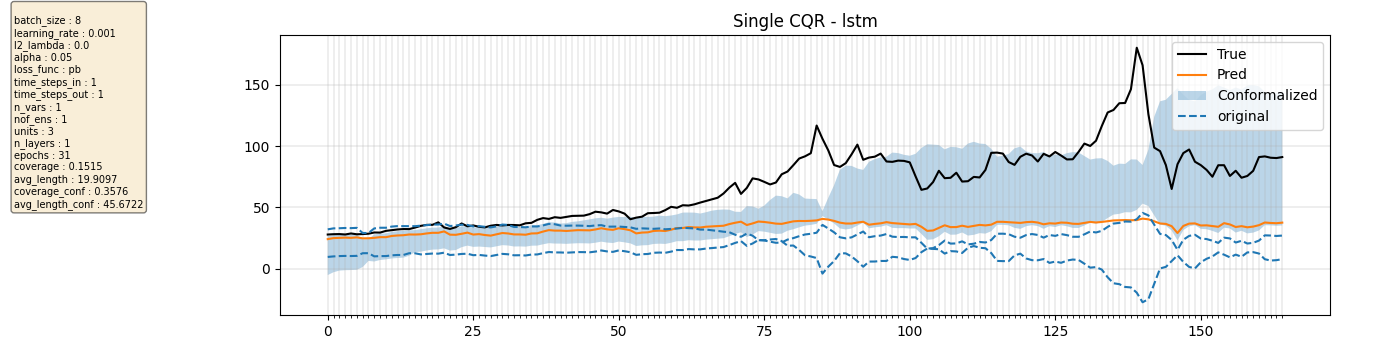 batch_size : 8
learning_rate : 0.001
l2_lambda : 0.0
alpha : 0.05
loss_func : pb
time_steps_in : 1
time_steps_out : 1
n_vars : 1
nof_ens : 1
units : 3
n_layers : 1
epochs : 31
coverage : 0.1515
avg_length : 19.9097
coverage_conf : 0.3576
avg_length_conf : 45.6722
Single CQR - lstm
True
Pred
Conformalized
original
150
100
50
0
0 25 50 75 100 125 150